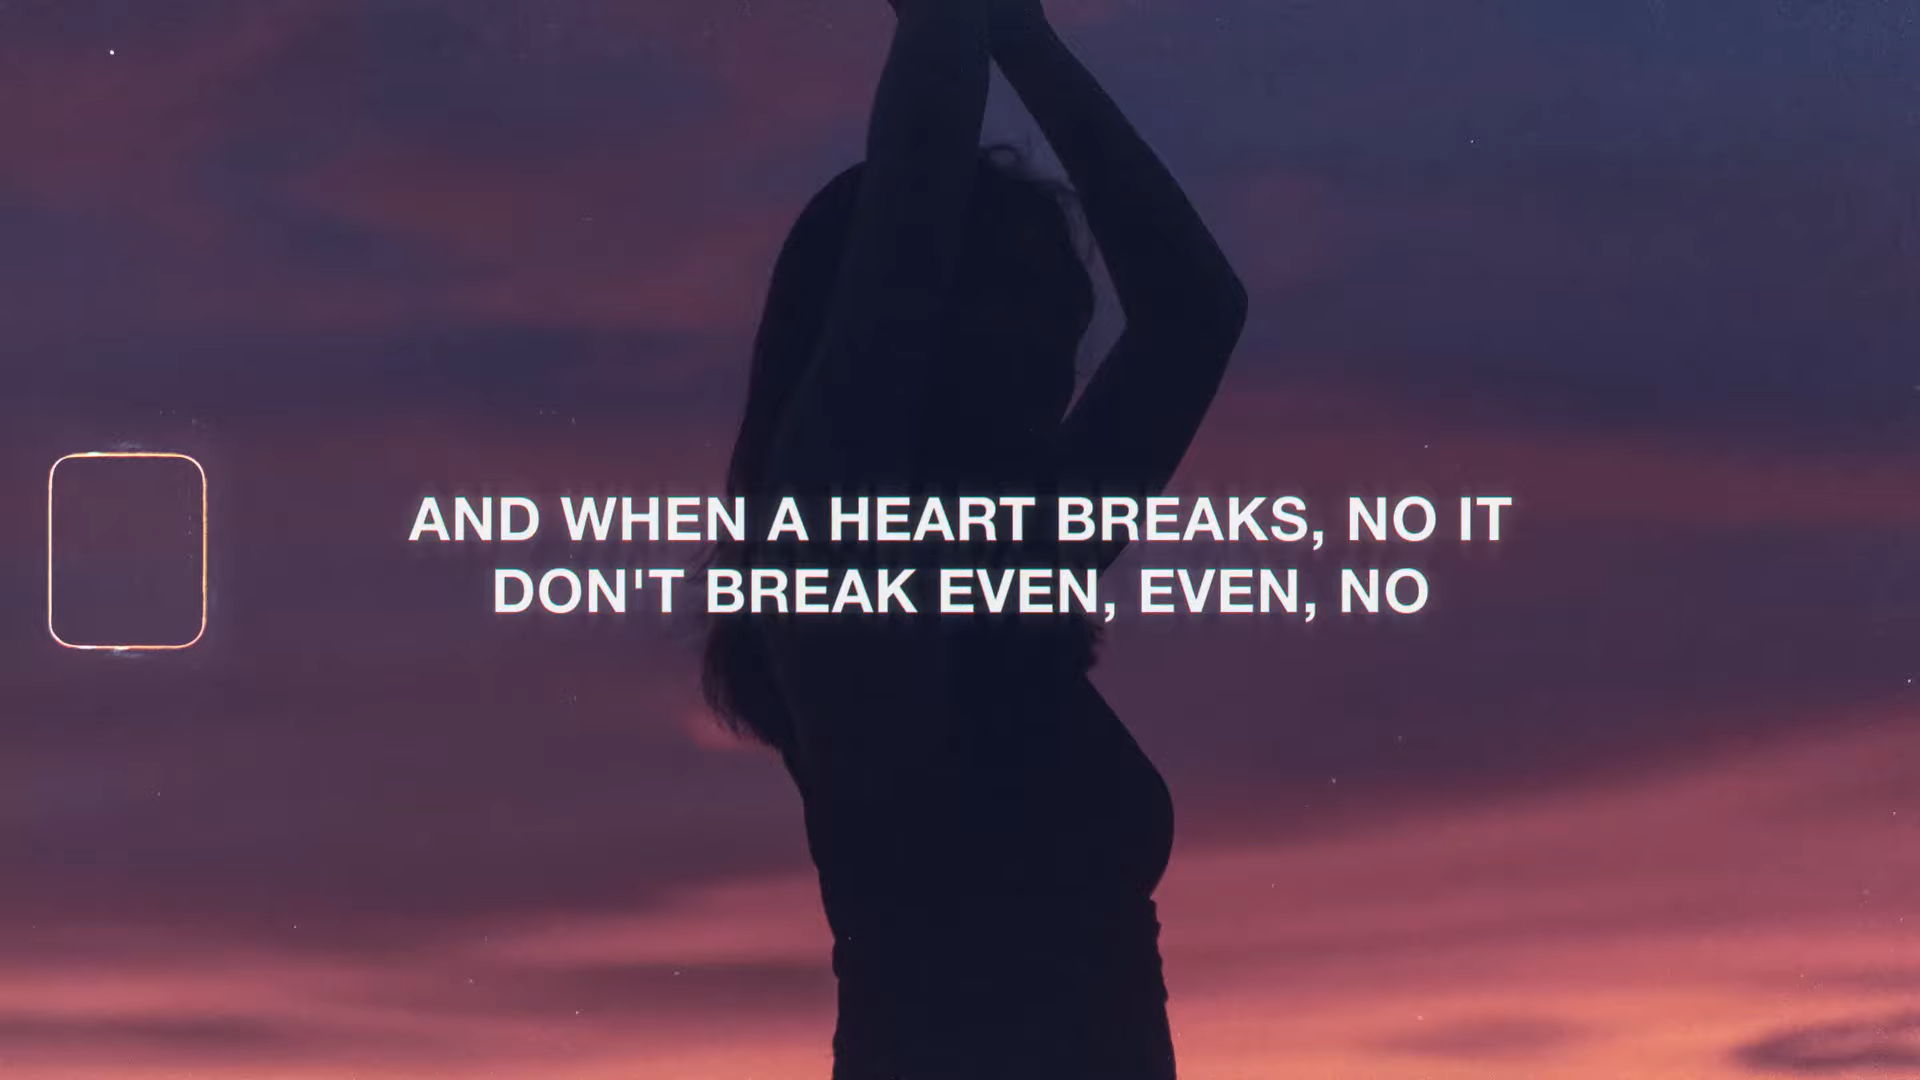 AND WHEN A HEART BREAKS, NO IT
DON'T BREAK EVEN, EVEN, NO